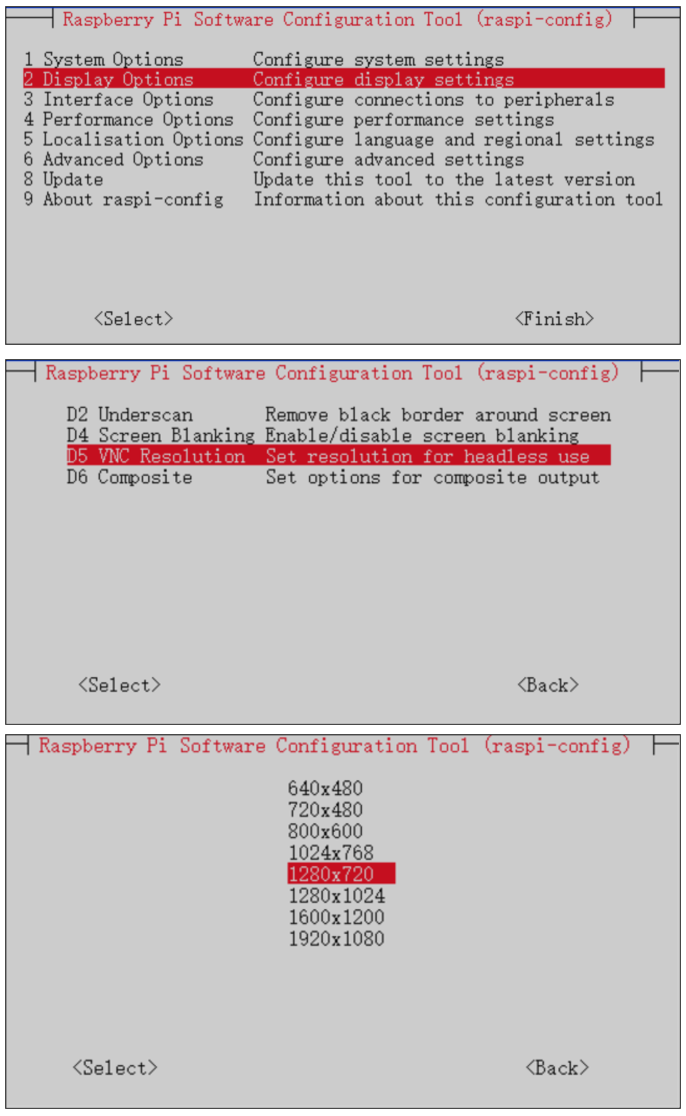 Raspberry Pi Software Configuration Tool (raspi-config)
1 System Options Configure system settings
2 Display Options Configure display settings
3 Interface Options Configure connections to peripherals
4 Performance Options Configure performance settings
5 Localisation Options Configure language and regional settings
6 Advanced Options Configure advanced settings
8 Update Update this tool to the latest version
9 About raspi-config Information about this configuration tool
<Select> <Finish>
Raspberry Pi Software Configuration Tool (raspi-config)
D2 Underscan Remove black border around screen
D4 Screen Blanking Enable/disable screen blanking
D5 VNC Resolution Set resolution for headless use
D6 Composite Set options for composite output
<Select> <Back>
Raspberry Pi Software Configuration Tool (raspi-config)
640x480
720x480
800x600
1024x768
1280x720
1280x1024
1600x1200
1920x1080
<Select> <Back>